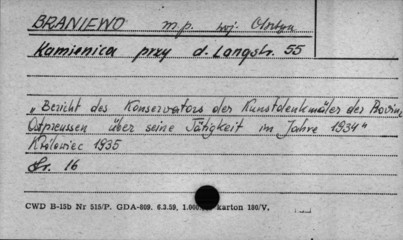 BRANIEWO m.p. woj. Olsztyn
Kamienica przy d. Langstr. 55
„Bericht des Konservators der Kunstdenkmäler der Provinz
Ostpreussen über seine Tätigkeit im Jahre 1934"
Królewiec 1935
Str. 16
CWD B-15b Nr 515/P. GDA-809. 6.2.59. 1.000 karton 180/V.